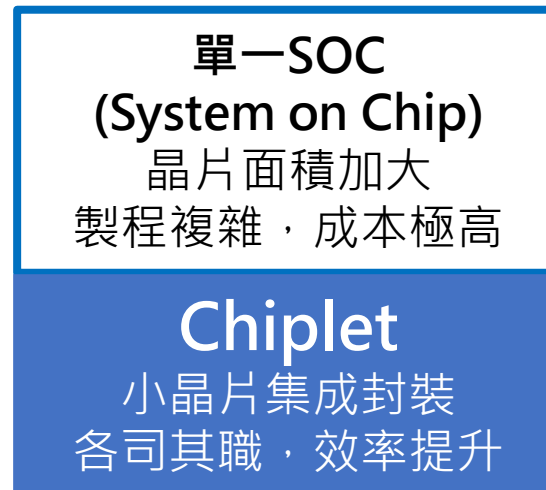 單一SOC
(System on Chip)
晶片面積加大
製程複雜，成本極高
Chiplet
小晶片集成封裝
各司其職，效率提升